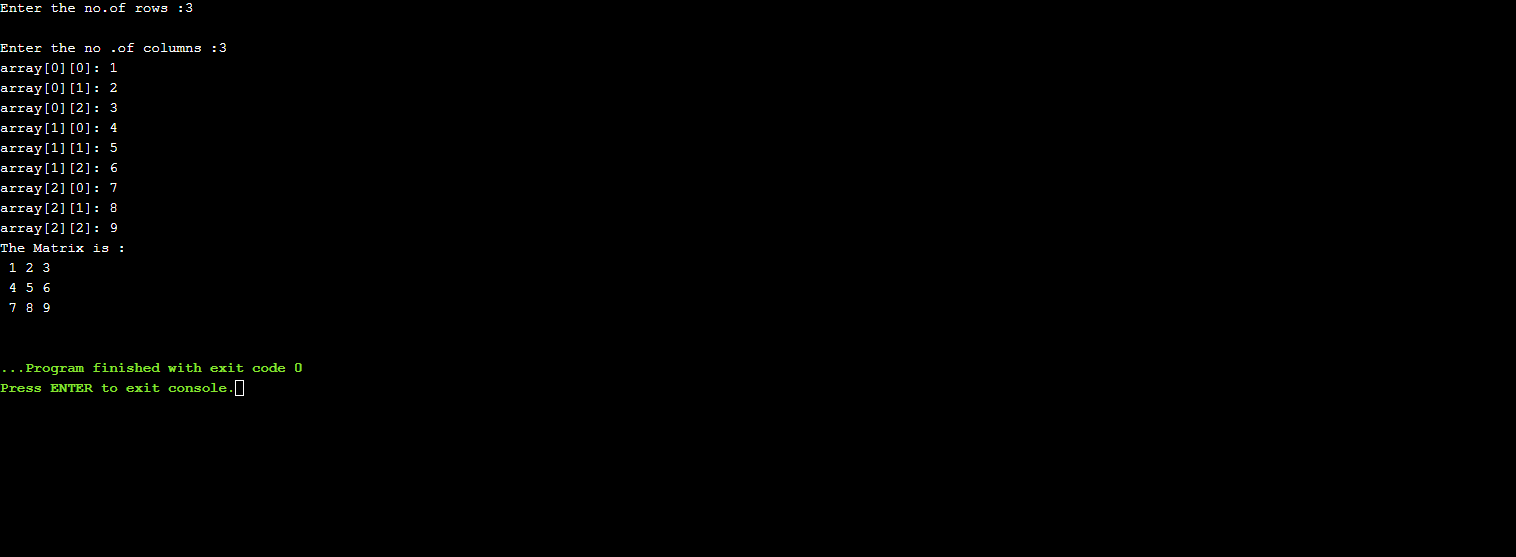 Enter the no.of rows :3
Enter the no .of columns :3
array[0][0]: 1
array[0][1]: 2
array[0][2]: 3
array[1][0]: 4
array[1][1]: 5
array[1][2]: 6
array[2][0]: 7
array[2][1]: 8
array[2][2]: 9
The Matrix is :
1 2 3
4 5 6
7 8 9
...Program finished with exit code 0
Press ENTER to exit console.